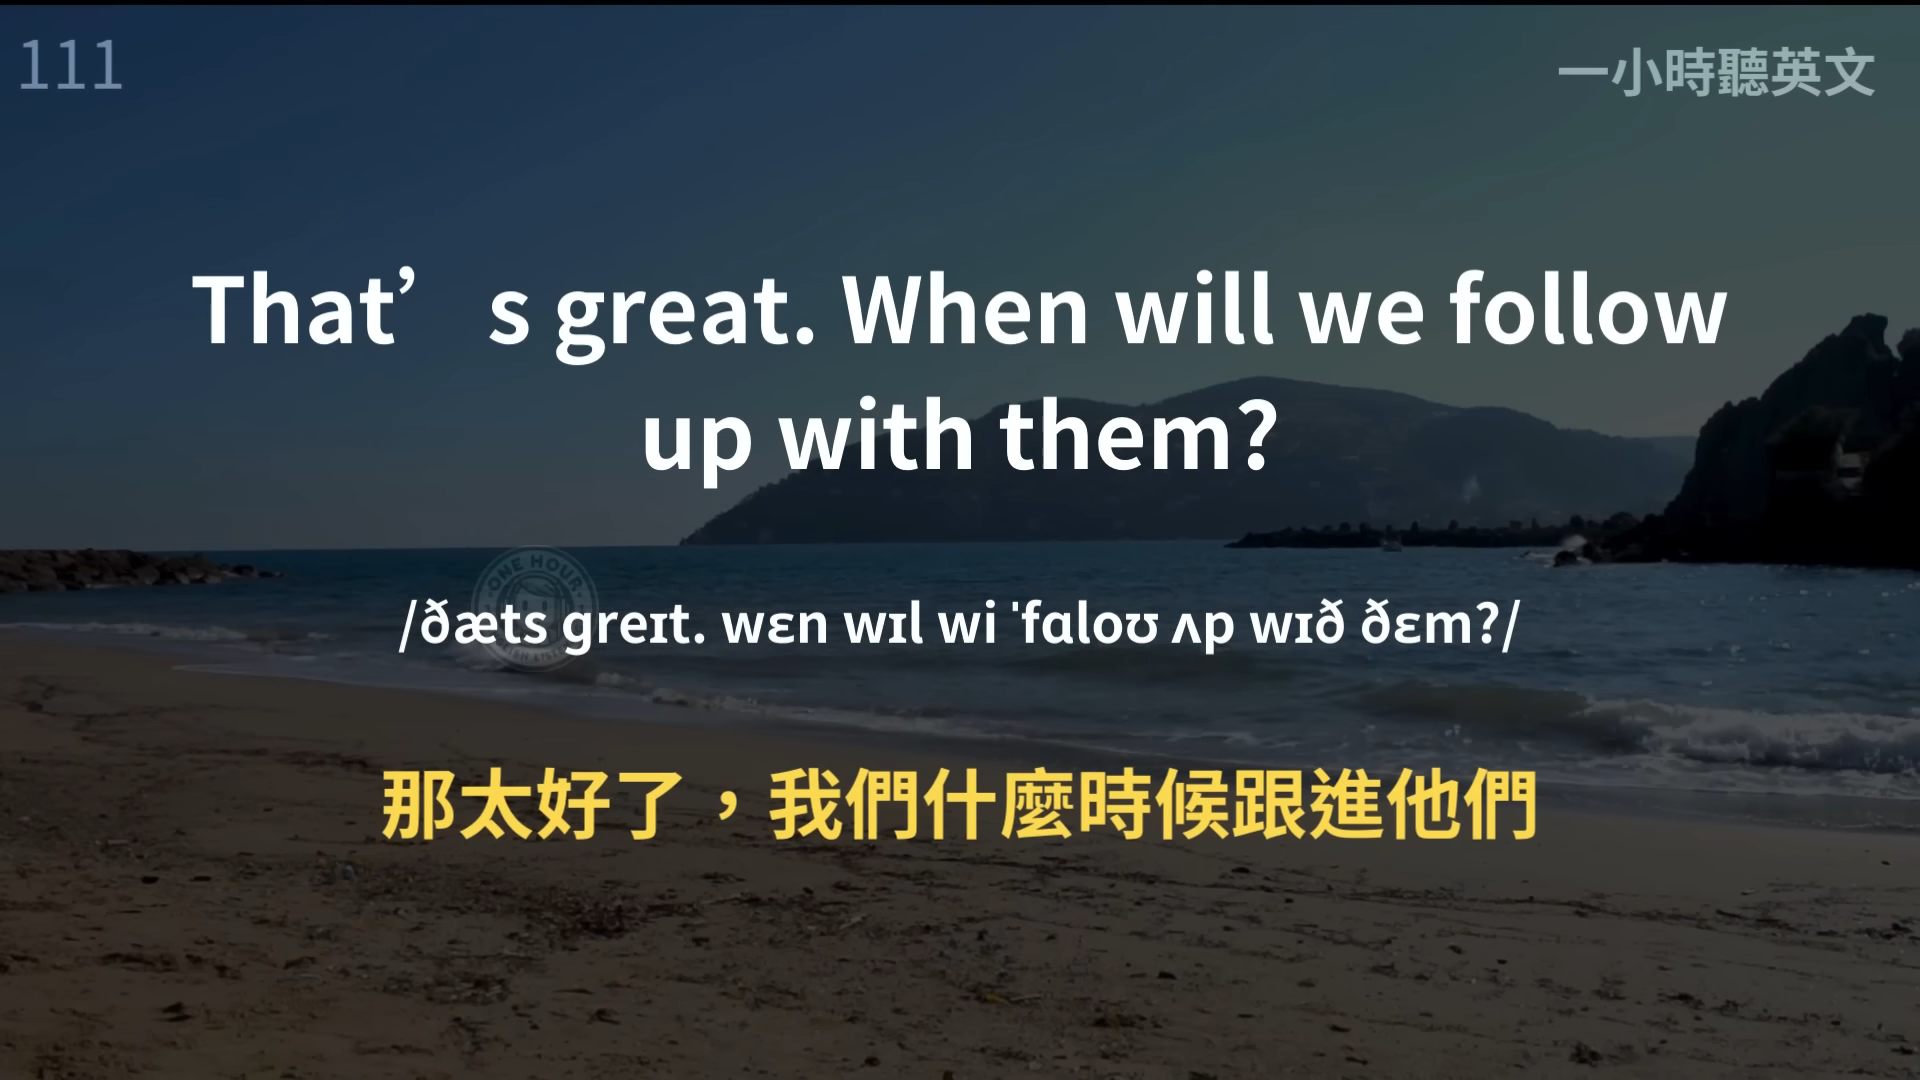 111
一小時聽英文
That’s great. When will we follow
up with them?
ONE HOUR
/ðæts greɪt. wɛn wɪl wi ˈfɑloʊ ʌp wɪð ðɛm?/
那太好了，我們什麼時候跟進他們